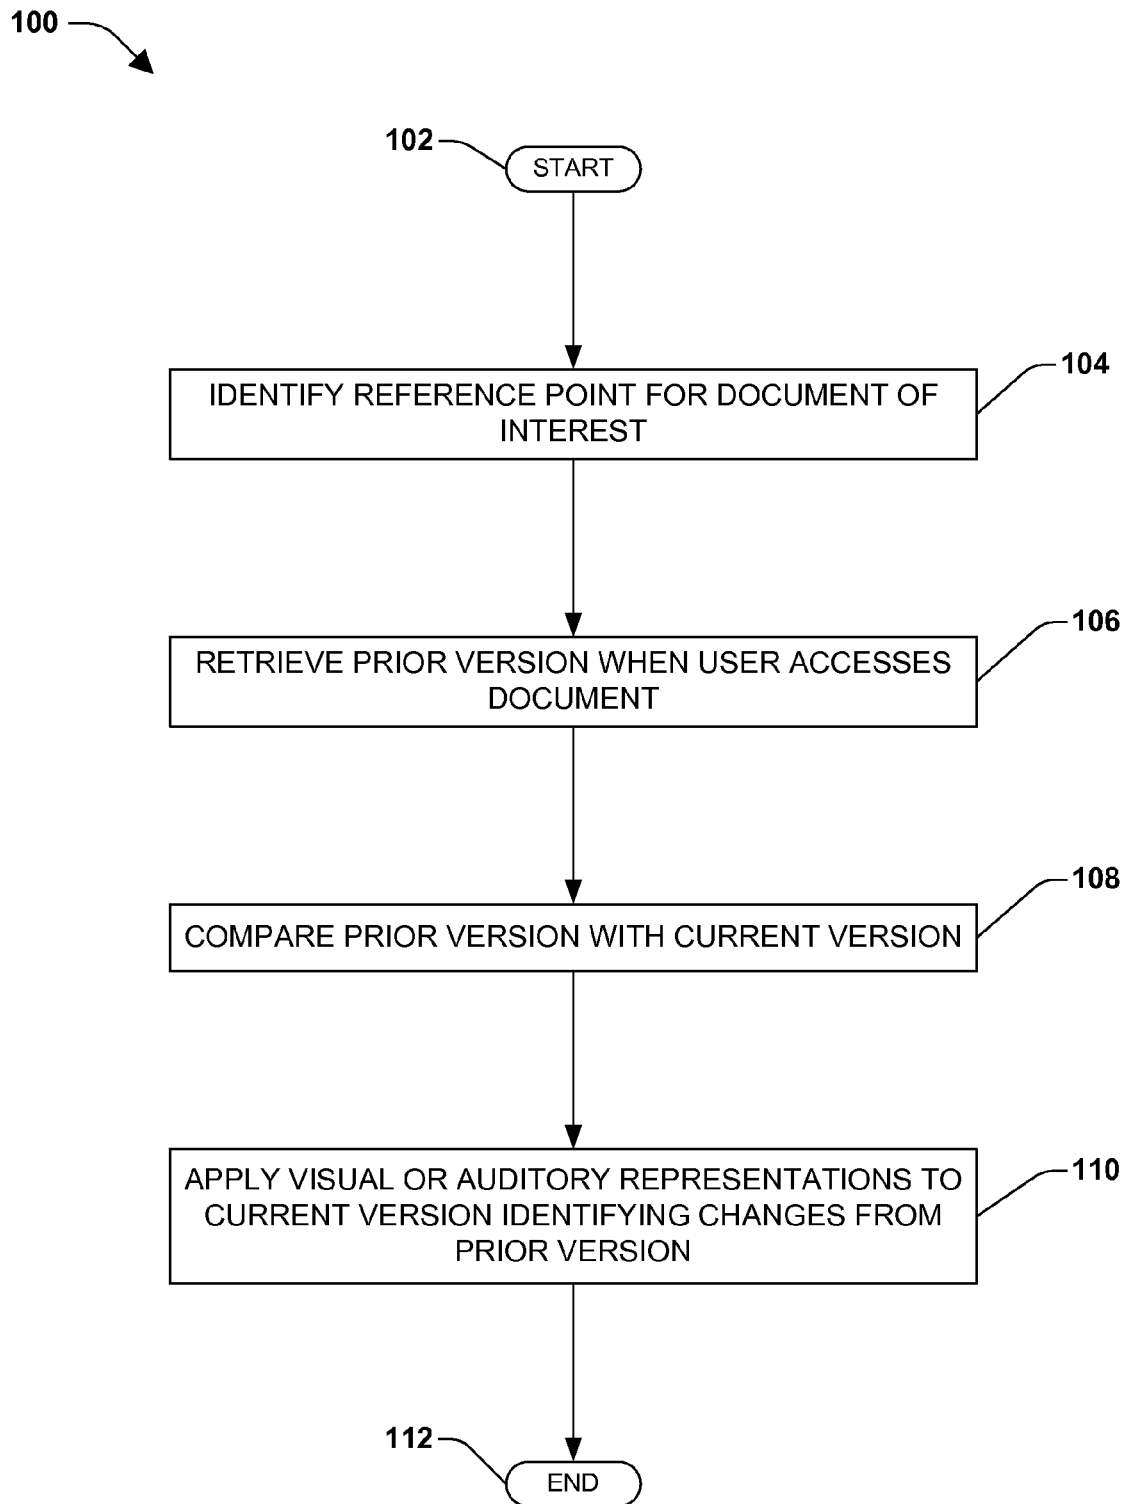 100
102
START
104
IDENTIFY REFERENCE POINT FOR DOCUMENT OF
INTEREST
106
RETRIEVE PRIOR VERSION WHEN USER ACCESSES
DOCUMENT
108
COMPARE PRIOR VERSION WITH CURRENT VERSION
110
APPLY VISUAL OR AUDITORY REPRESENTATIONS TO
CURRENT VERSION IDENTIFYING CHANGES FROM
PRIOR VERSION
112
END